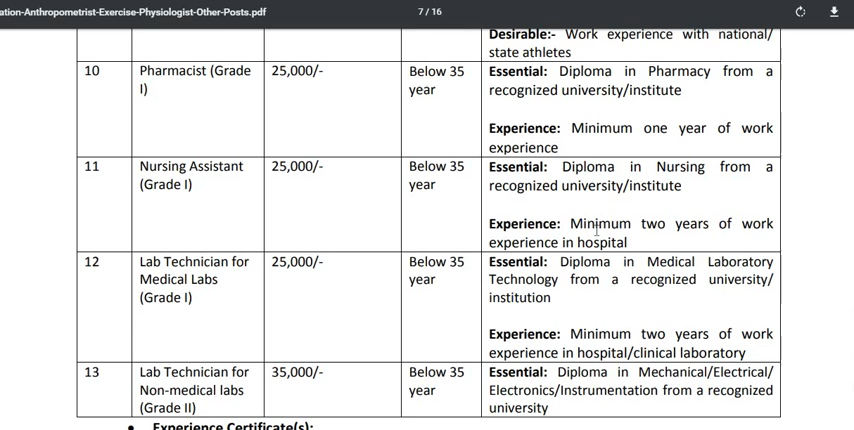 ation-Anthropometrist-Exercise-Physiologist-Other-Posts.pdf
7 / 16
Desirable:- Work experience with national/
state athletes
10
Pharmacist (Grade
I)
25,000/-
Below 35
year
Essential: Diploma in Pharmacy from a
recognized university/institute
Experience: Minimum one year of work
experience
11
Nursing Assistant
(Grade I)
25,000/-
Below 35
year
Essential: Diploma in Nursing from a
recognized university/institute
Experience: Minimum two years of work
experience in hospital
12
Lab Technician for
Medical Labs
(Grade I)
25,000/-
Below 35
year
Essential: Diploma in Medical Laboratory
Technology from a recognized university/
institution
Experience: Minimum two years of work
experience in hospital/clinical laboratory
13
Lab Technician for
Non-medical labs
(Grade II)
35,000/-
Below 35
year
Essential: Diploma in Mechanical/Electrical/
Electronics/Instrumentation from a recognized
university
• Experience Certificate(s):